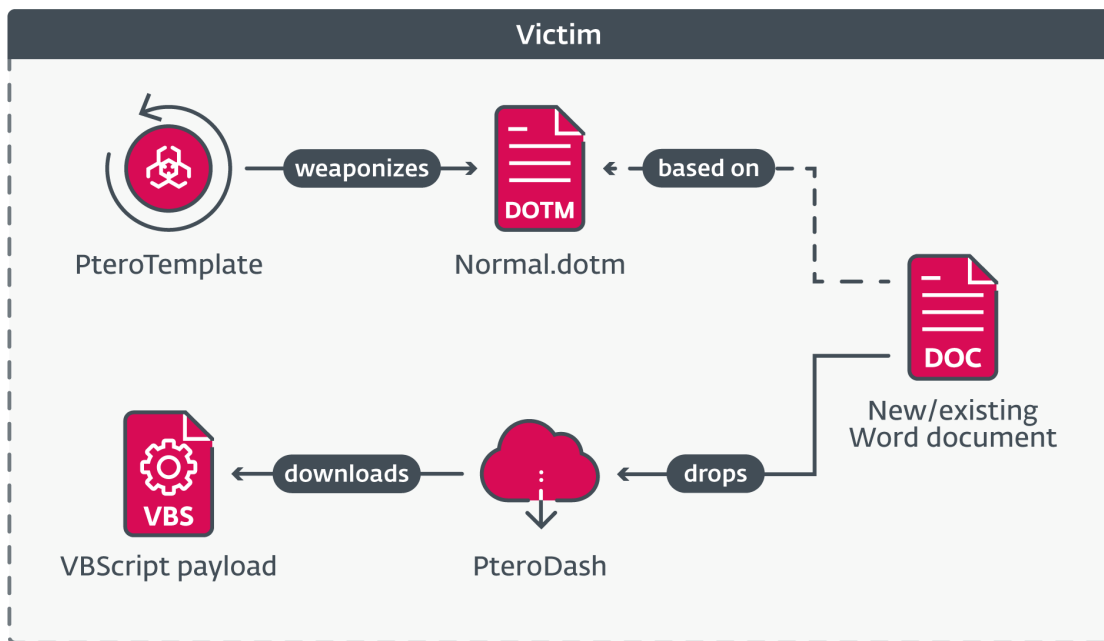 Victim
weaponizes
DOTM
based on
PteroTemplate
Normal.dotm
DOC
New/existing
Word document
VBS
downloads
drops
VBScript payload
PteroDash